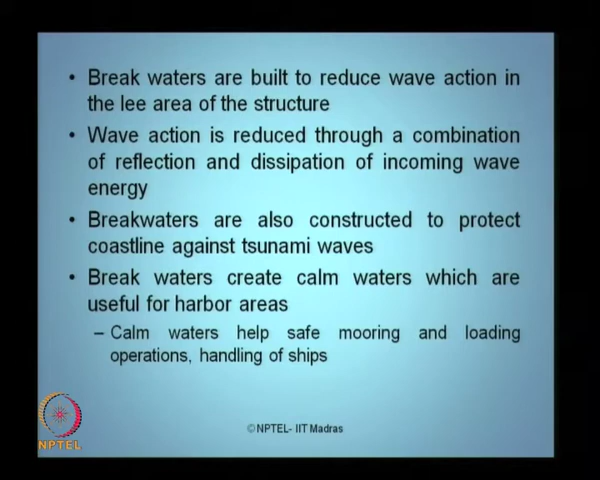 • Break waters are built to reduce wave action in
the lee area of the structure
• Wave action is reduced through a combination
of reflection and dissipation of incoming wave
energy
• Breakwaters are also constructed to protect
coastline against tsunami waves
• Break waters create calm waters which are
useful for harbor areas
– Calm waters help safe mooring and loading
operations, handling of ships
NPTEL
©NPTEL- IIT Madras